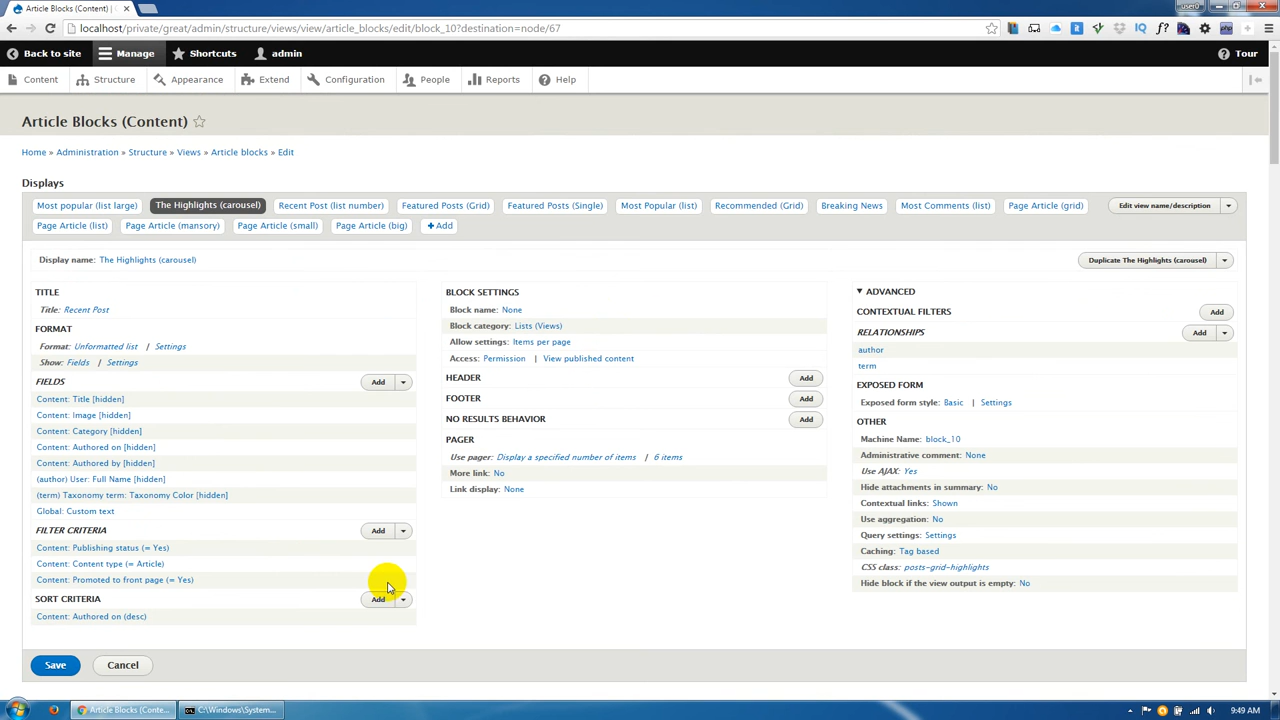 Article Blocks (Content) | 
user0
localhost/private/great/admin/structure/views/view/article_blocks/edit/block_10?destination=node/67
Back to site Manage Shortcuts admin Tour
Content Structure Appearance Extend Configuration People Reports Help
Article Blocks (Content)
Home » Administration » Structure » Views » Article blocks » Edit
Displays
Most popular (list large) The Highlights (carousel) Recent Post (list number) Featured Posts (Grid) Featured Posts (Single) Most Popular (list) Recommended (Grid) Breaking News Most Comments (list) Page Article (grid) Edit view name/description
Page Article (list) Page Article (mansory) Page Article (small) Page Article (big) + Add
Display name: The Highlights (carousel) Duplicate The Highlights (carousel)
TITLE
Title: Recent Post
FORMAT
Format: Unformatted list | Settings
Show: Fields | Settings
FIELDS Add
Content: Title [hidden]
Content: Image [hidden]
Content: Category [hidden]
Content: Authored on [hidden]
Content: Authored by [hidden]
(author) User: Full Name [hidden]
(term) Taxonomy term: Taxonomy Color [hidden]
Global: Custom text
FILTER CRITERIA Add
Content: Publishing status (= Yes)
Content: Content type (= Article)
Content: Promoted to front page (= Yes)
SORT CRITERIA Add
Content: Authored on (desc)
BLOCK SETTINGS
Block name: None
Block category: Lists (Views)
Allow settings: Items per page
Access: Permission | View published content
HEADER Add
FOOTER Add
NO RESULTS BEHAVIOR Add
PAGER
Use pager: Display a specified number of items | 6 items
More link: No
Link display: None
ADVANCED
CONTEXTUAL FILTERS Add
RELATIONSHIPS Add
author
term
EXPOSED FORM
Exposed form style: Basic | Settings
OTHER
Machine Name: block_10
Administrative comment: None
Use AJAX: Yes
Hide attachments in summary: No
Contextual links: Shown
Use aggregation: No
Query settings: Settings
Caching: Tag based
CSS class: posts-grid-highlights
Hide block if the view output is empty: No
Save Cancel
Article Blocks (Conte... C:\Windows\System... 9:49 AM